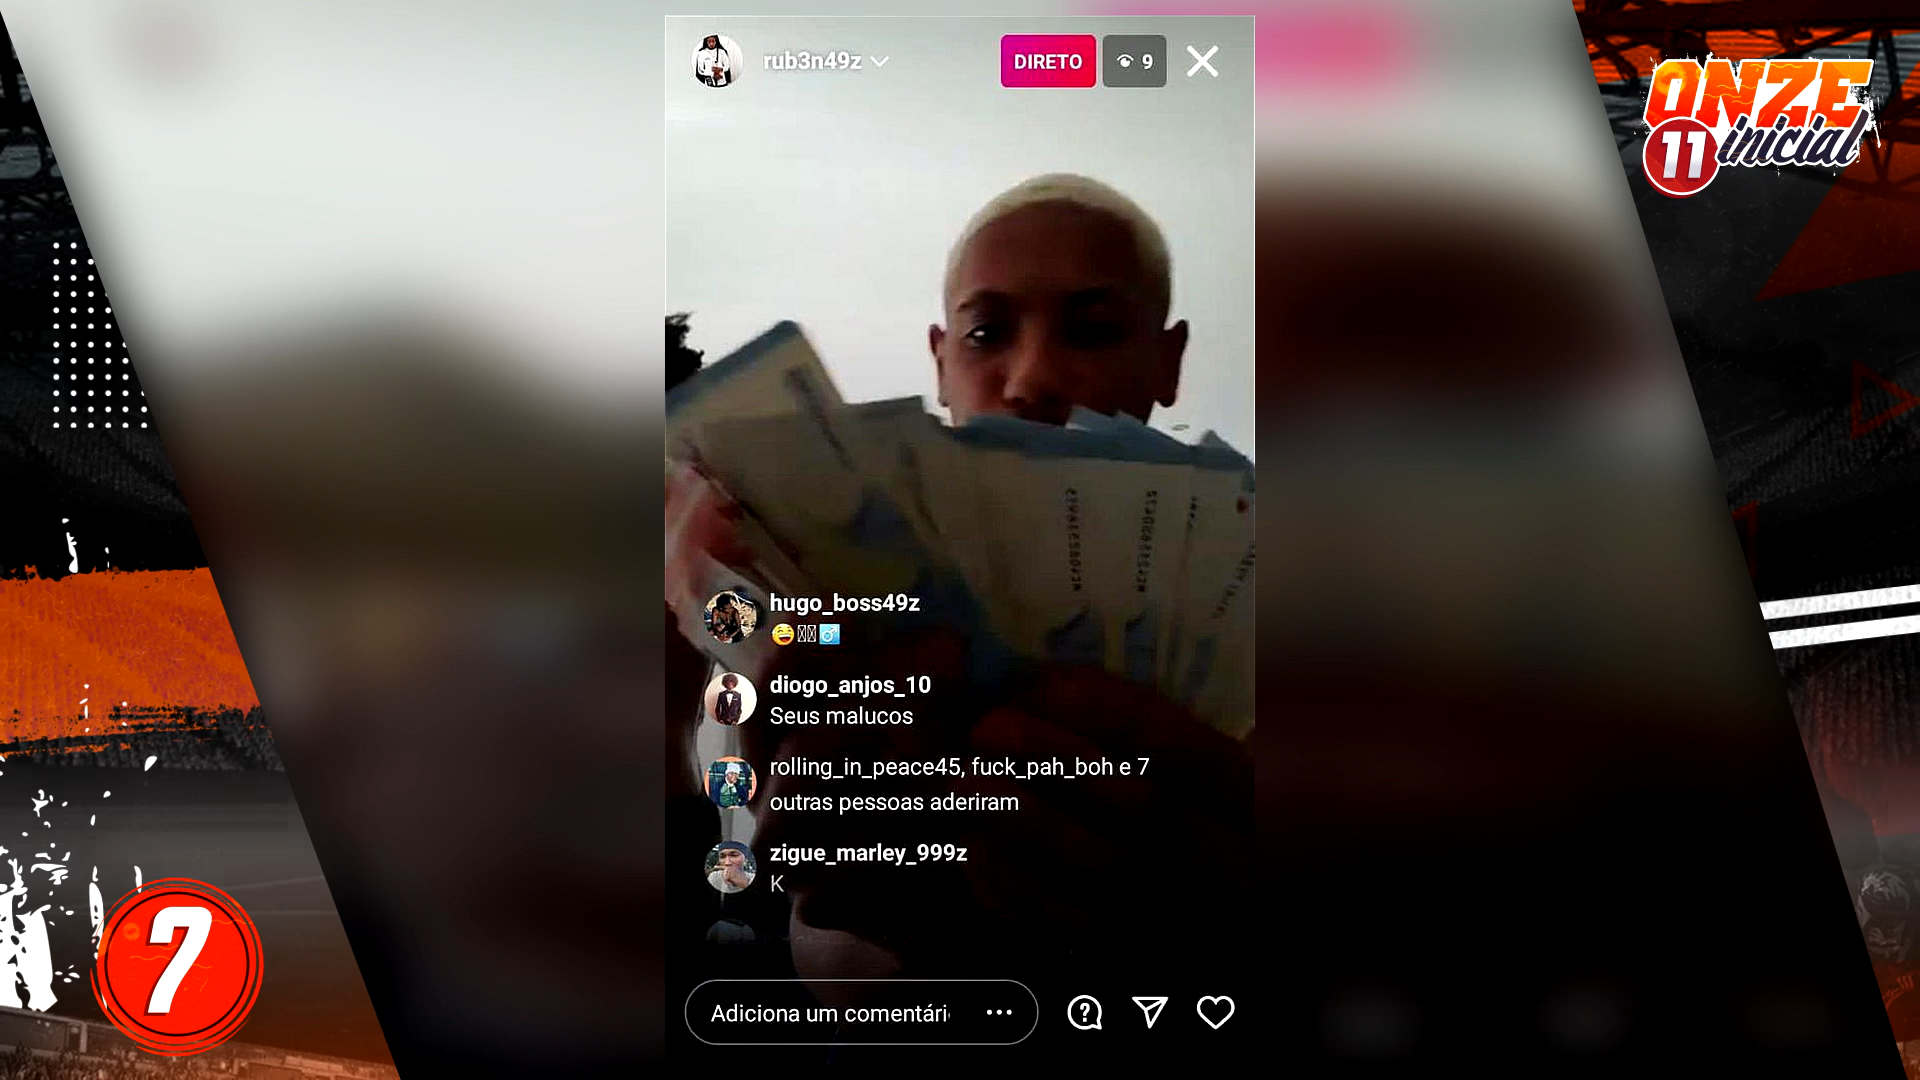 rub3n49z
DIRETO
9
ONZE
11 inicial
hugo_boss49z
diogo_anjos_10
Seus malucos
rolling_in_peace45, fuck_pah_boh e 7
outras pessoas aderiram
zigue_marley_999z
K
7
Adiciona um comentári